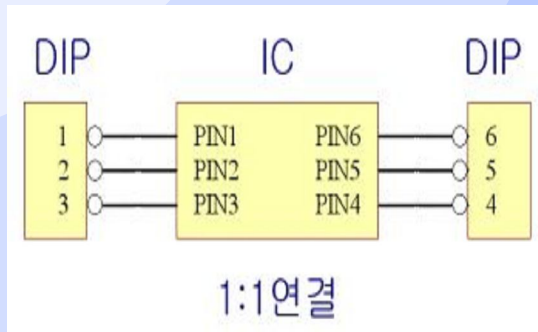 DIP IC DIP
1 PIN1 PIN6 6
2 PIN2 PIN5 5
3 PIN3 PIN4 4
1:1연결